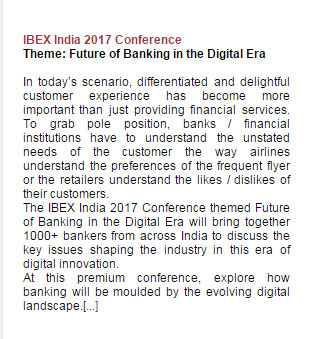 IBEX India 2017 Conference
Theme: Future of Banking in the Digital Era
In today's scenario, differentiated and delightful
customer experience has become more
important than just providing financial services.
To grab pole position, banks / financial
institutions have to understand the unstated
needs of the customer the way airlines
understand the preferences of the frequent flyer
or the retailers understand the likes / dislikes of
their customers.
The IBEX India 2017 Conference themed Future
of Banking in the Digital Era will bring together
1000+ bankers from across India to discuss the
key issues shaping the industry in this era of
digital innovation.
At this premium conference, explore how
banking will be moulded by the evolving digital
landscape.[...]